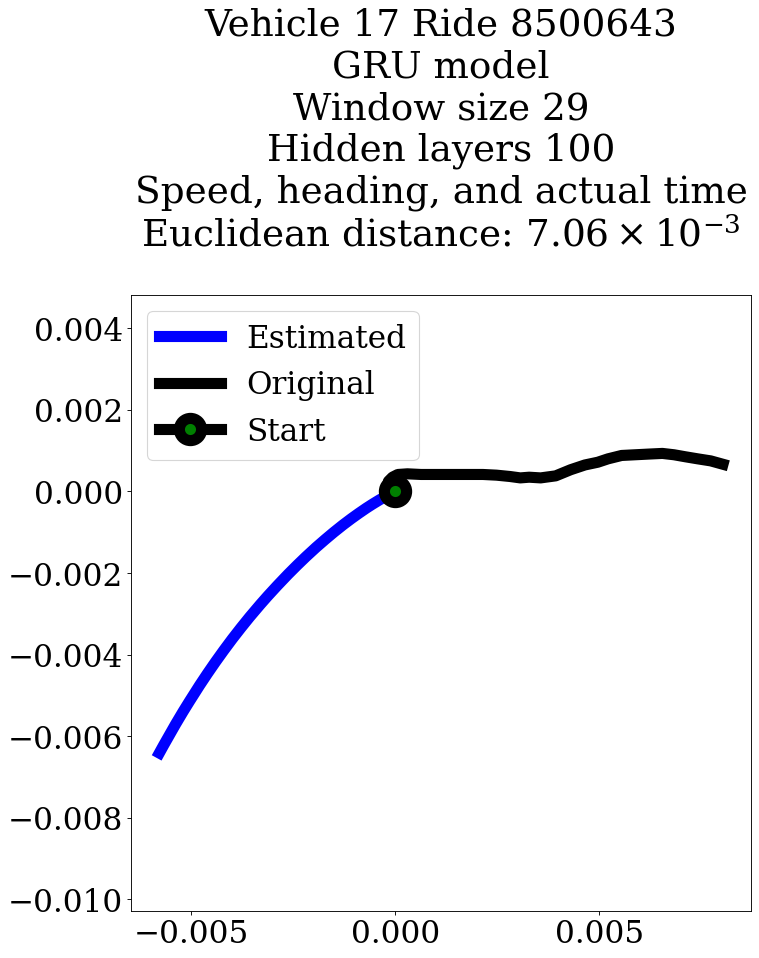 Vehicle 17 Ride 8500643
GRU model
Window size 29
Hidden layers 100
Speed, heading, and actual time
Euclidean distance: 7.06 × 10⁻³
Estimated
Original
Start
0.004
0.002
0.000
−0.002
−0.004
−0.006
−0.008
−0.010
−0.005 0.000 0.005